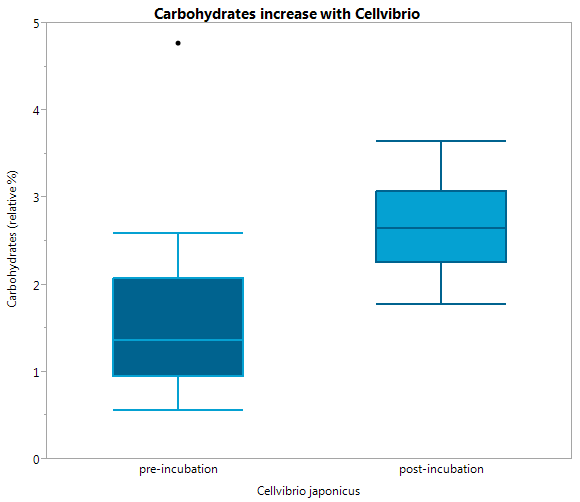 Carbohydrates increase with Cellvibrio
5
4
3
2
1
0
Carbohydrates (relative %)
pre-incubation post-incubation
Cellvibrio japonicus